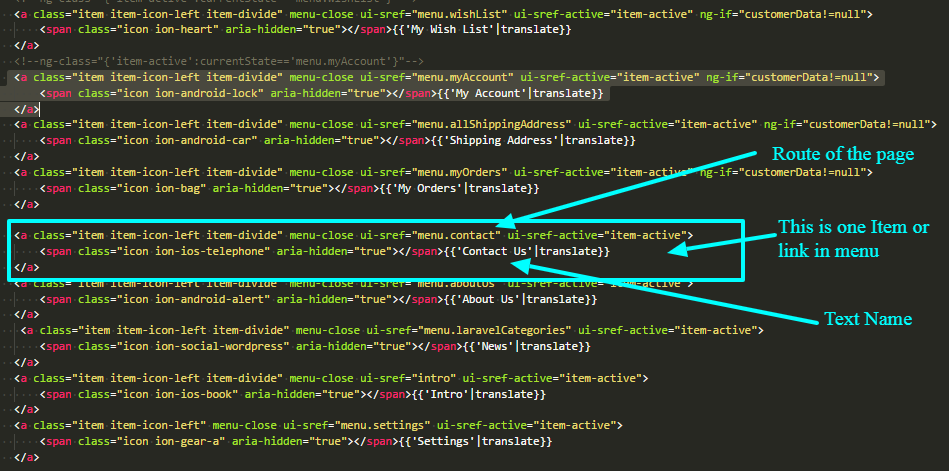 <a class="item item-icon-left item-divide" menu-close ui-sref="menu.wishList" ui-sref-active="item-active" ng-if="customerData!=null">
<span class="icon ion-heart" aria-hidden="true"></span>{{'My Wish List'|translate}}
</a>
<!--ng-class="{'item-active':currentState=='menu.myAccount'}"-->
<a class="item item-icon-left item-divide" menu-close ui-sref="menu.myAccount" ui-sref-active="item-active" ng-if="customerData!=null">
<span class="icon ion-android-lock" aria-hidden="true"></span>{{'My Account'|translate}}
</a>
<a class="item item-icon-left item-divide" menu-close ui-sref="menu.allShippingAddress" ui-sref-active="item-active" ng-if="customerData!=null">
<span class="icon ion-android-car" aria-hidden="true"></span>{{'Shipping Address'|translate}}
</a>
Route of the page
<a class="item item-icon-left item-divide" menu-close ui-sref="menu.myOrders" ui-sref-active="item-active" ng-if="customerData!=null">
<span class="icon ion-bag" aria-hidden="true"></span>{{'My Orders'|translate}}
</a>
<a class="item item-icon-left item-divide" menu-close ui-sref="menu.contact" ui-sref-active="item-active">
<span class="icon ion-ios-telephone" aria-hidden="true"></span>{{'Contact Us'|translate}}
</a>
This is one Item or
link in menu
<a class="item item-icon-left item-divide" menu-close ui-sref="menu.aboutUs" ui-sref-active="item-active">
<span class="icon ion-android-alert" aria-hidden="true"></span>{{'About Us'|translate}}
</a>
Text Name
<a class="item item-icon-left item-divide" menu-close ui-sref="menu.laravelCategories" ui-sref-active="item-active">
<span class="icon ion-social-wordpress" aria-hidden="true"></span>{{'News'|translate}}
</a>
<a class="item item-icon-left item-divide" menu-close ui-sref="intro" ui-sref-active="item-active">
<span class="icon ion-ios-book" aria-hidden="true"></span>{{'Intro'|translate}}
</a>
<a class="item item-icon-left" menu-close ui-sref="menu.settings" ui-sref-active="item-active">
<span class="icon ion-gear-a" aria-hidden="true"></span>{{'Settings'|translate}}
</a>